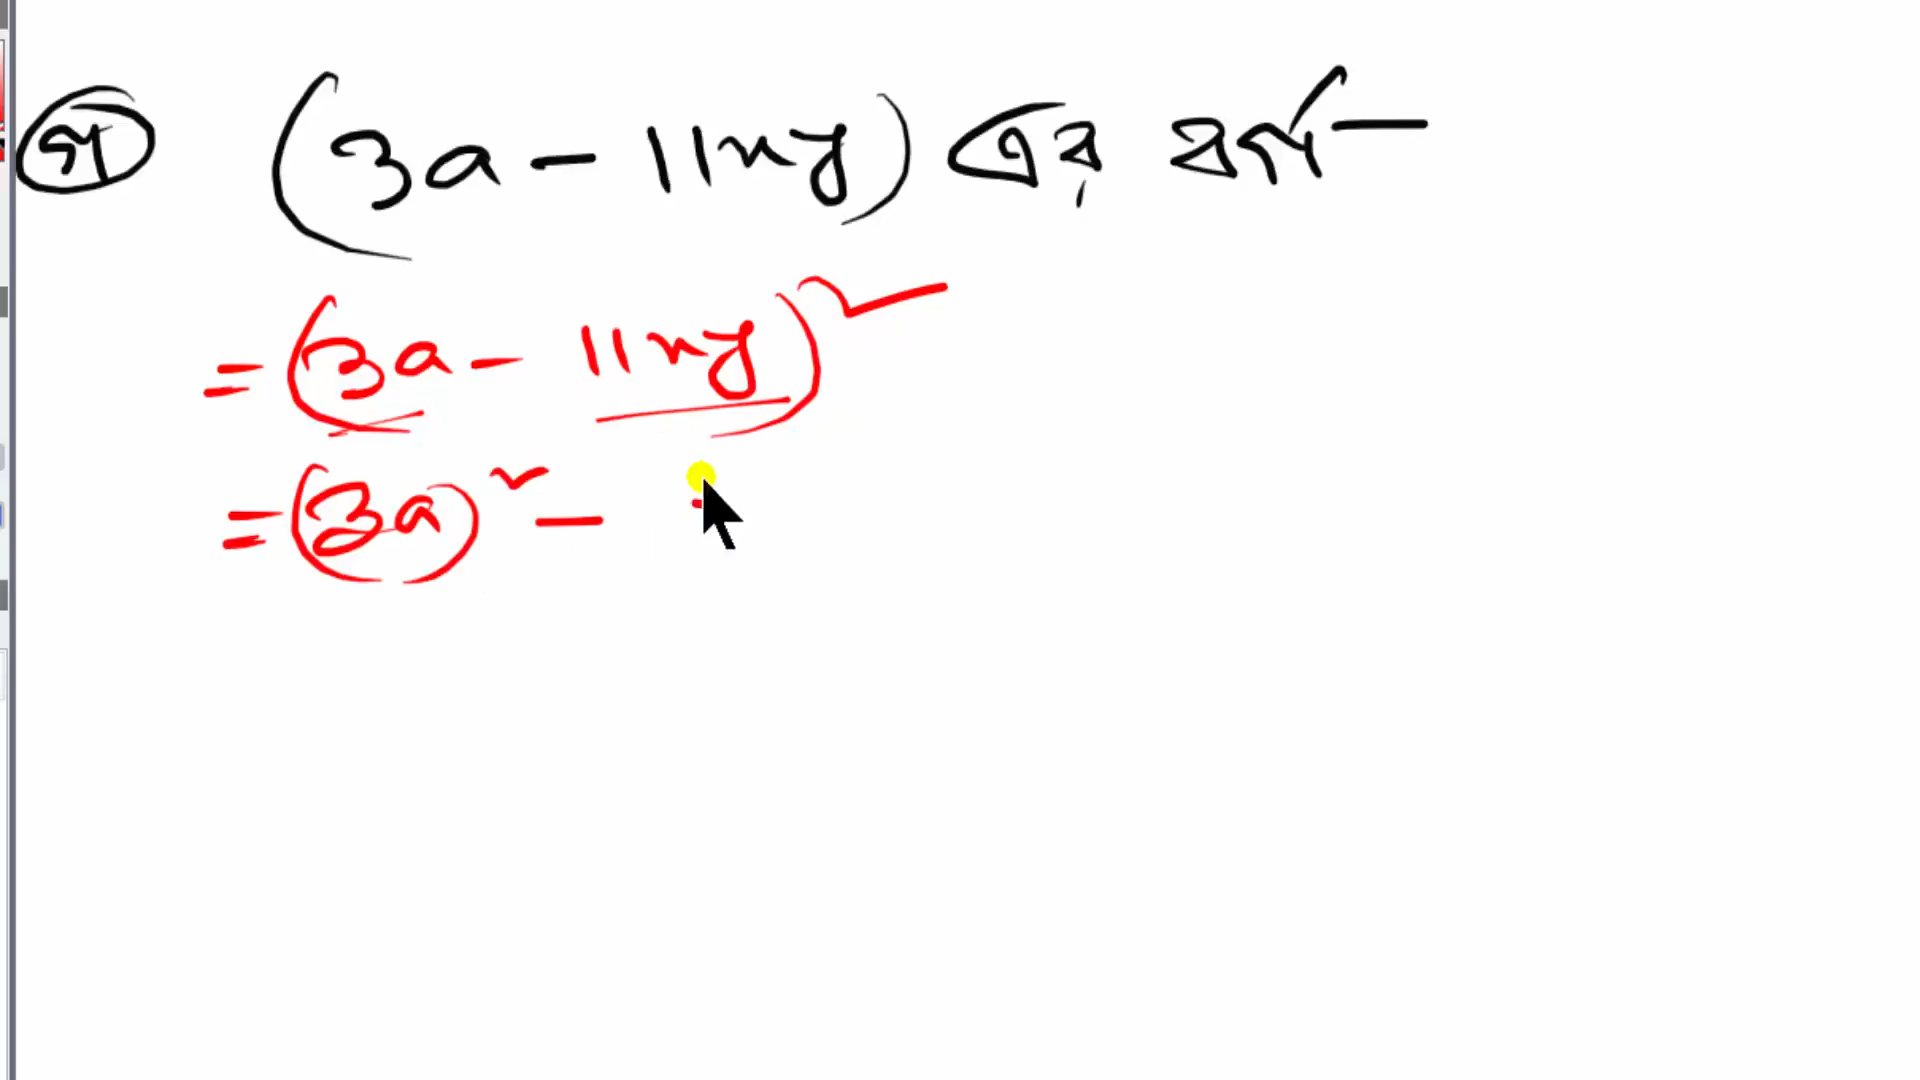 গ (3a - 11xy) এর বর্গ
= (3a - 11xy)²
= (3a)² -